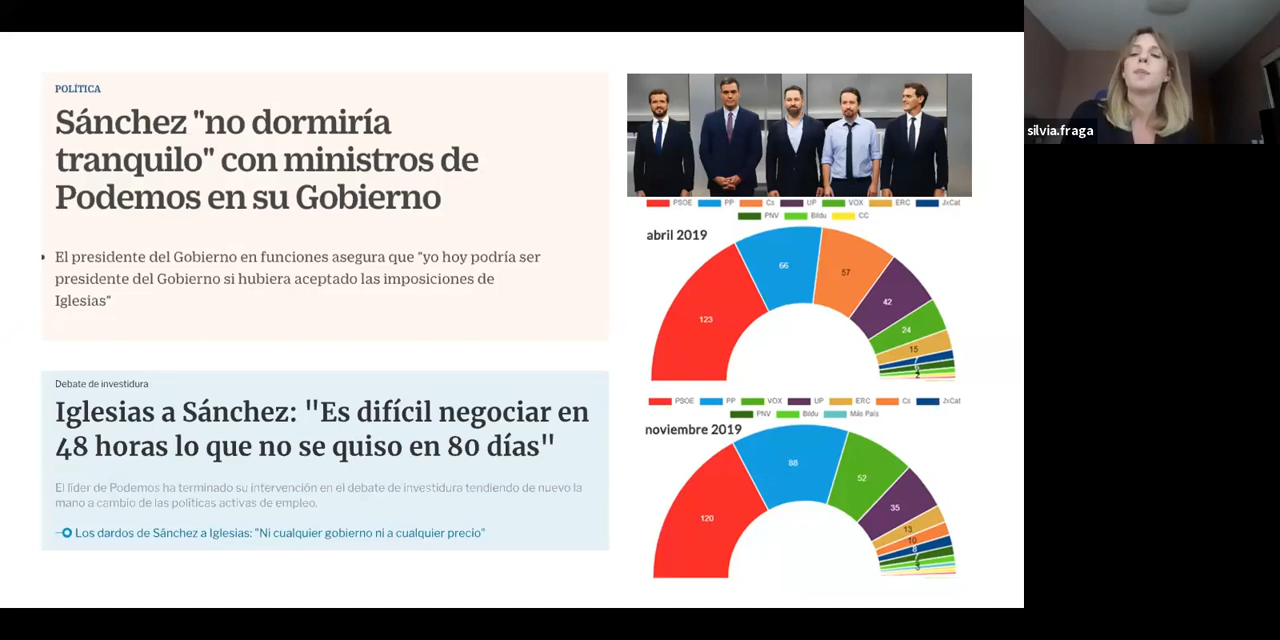 POLÍTICA
Sánchez "no dormiría
tranquilo" con ministros de
Podemos en su Gobierno
El presidente del Gobierno en funciones asegura que "yo hoy podría ser
presidente del Gobierno si hubiera aceptado las imposiciones de
Iglesias"
Debate de investidura
Iglesias a Sánchez: "Es difícil negociar en
48 horas lo que no se quiso en 80 días"
El líder de Podemos ha terminado su intervención en el debate de investidura tendiendo de nuevo la
mano a cambio de las políticas activas de empleo.
Los dardos de Sánchez a Iglesias: "Ni cualquier gobierno ni a cualquier precio"
PSOE PP Cs UP VOX ERC JxCat
PNV Bildu CC
abril 2019
123
66
57
42
24
15
7
PSOE PP VOX UP ERC Cs JxCat
PNV Bildu Más País
noviembre 2019
120
88
52
35
13
10
8
silvia.fraga